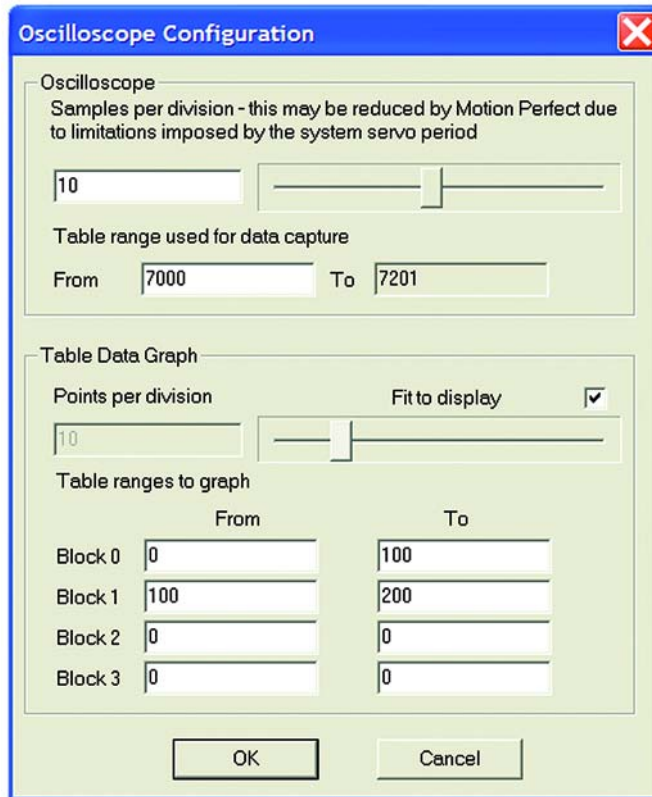 Oscilloscope Configuration
Oscilloscope
Samples per division - this may be reduced by Motion Perfect due
to limitations imposed by the system servo period
10
Table range used for data capture
From 7000 To 7201
Table Data Graph
Points per division Fit to display
10
Table ranges to graph
From To
Block 0 0 100
Block 1 100 200
Block 2 0 0
Block 3 0 0
OK Cancel